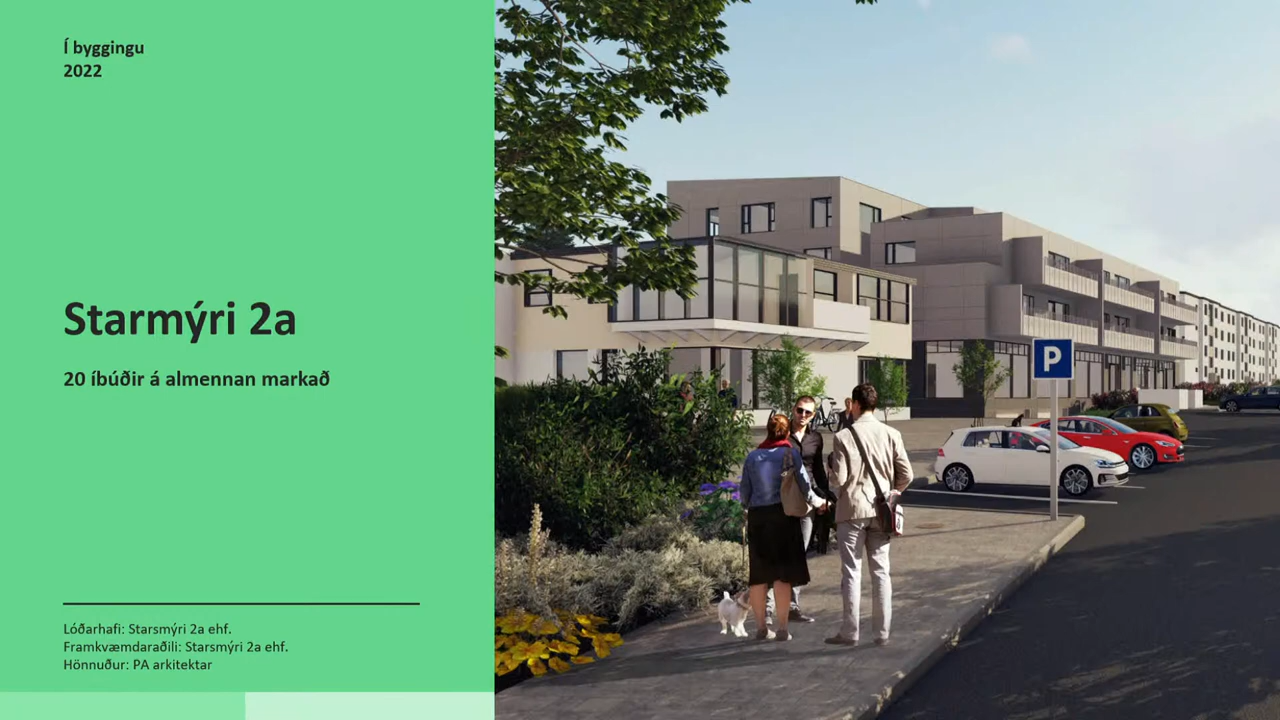 Í byggingu
2022
Starmýri 2a
20 íbúðir á almennan markað
Lóðarhafi: Starsmýri 2a ehf.
Framkvæmdaraðili: Starsmýri 2a ehf.
Hönnuður: PA arkitektar
P